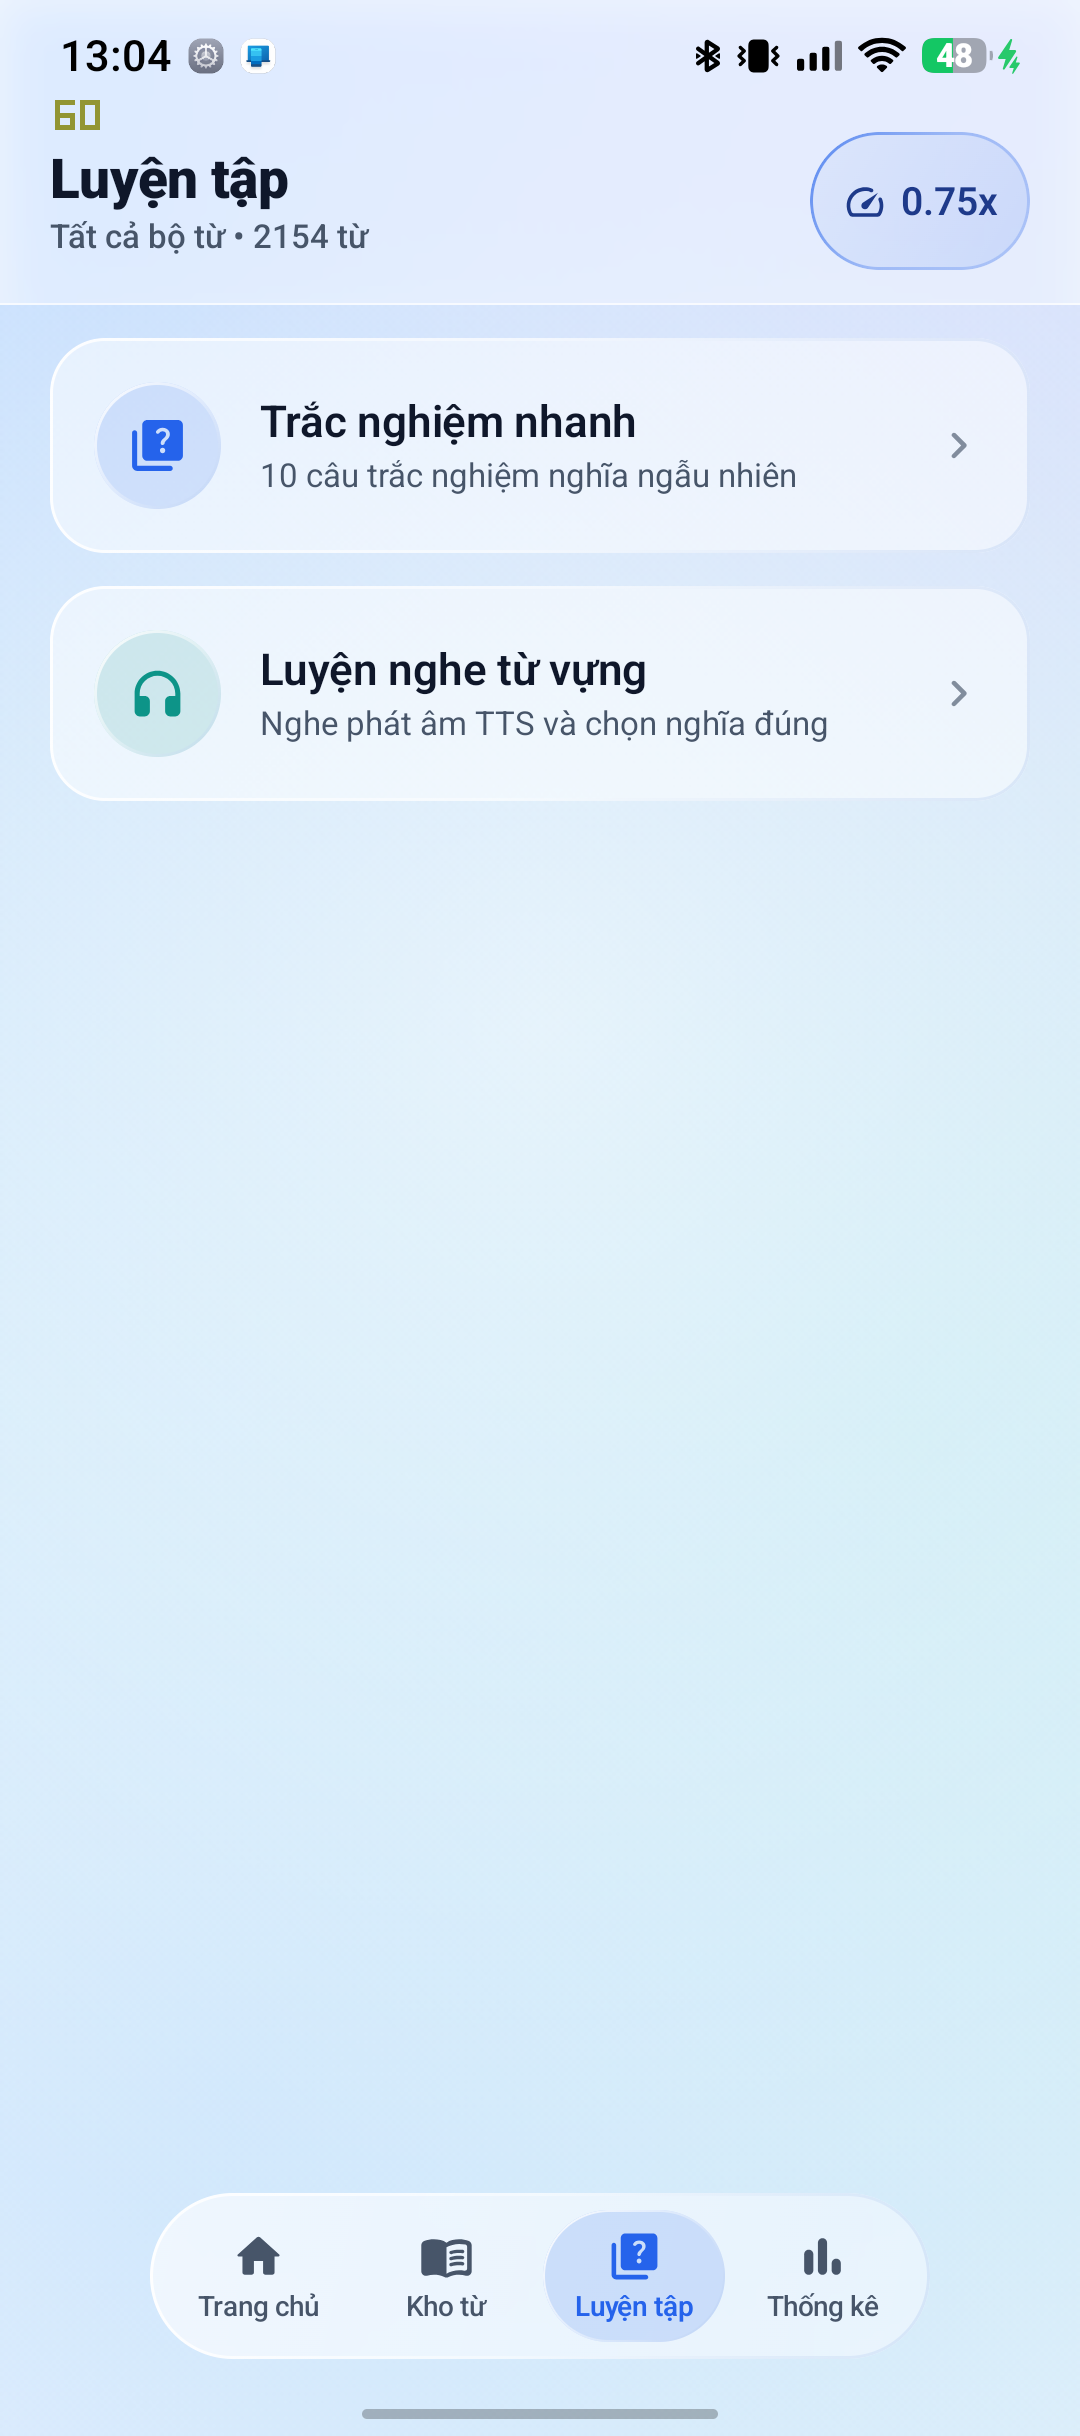 13:04
48
60
Luyện tập
Tất cả bộ từ • 2154 từ
0.75x
Trắc nghiệm nhanh
10 câu trắc nghiệm nghĩa ngẫu nhiên
Luyện nghe từ vựng
Nghe phát âm TTS và chọn nghĩa đúng
Trang chủ
Kho từ
Luyện tập
Thống kê